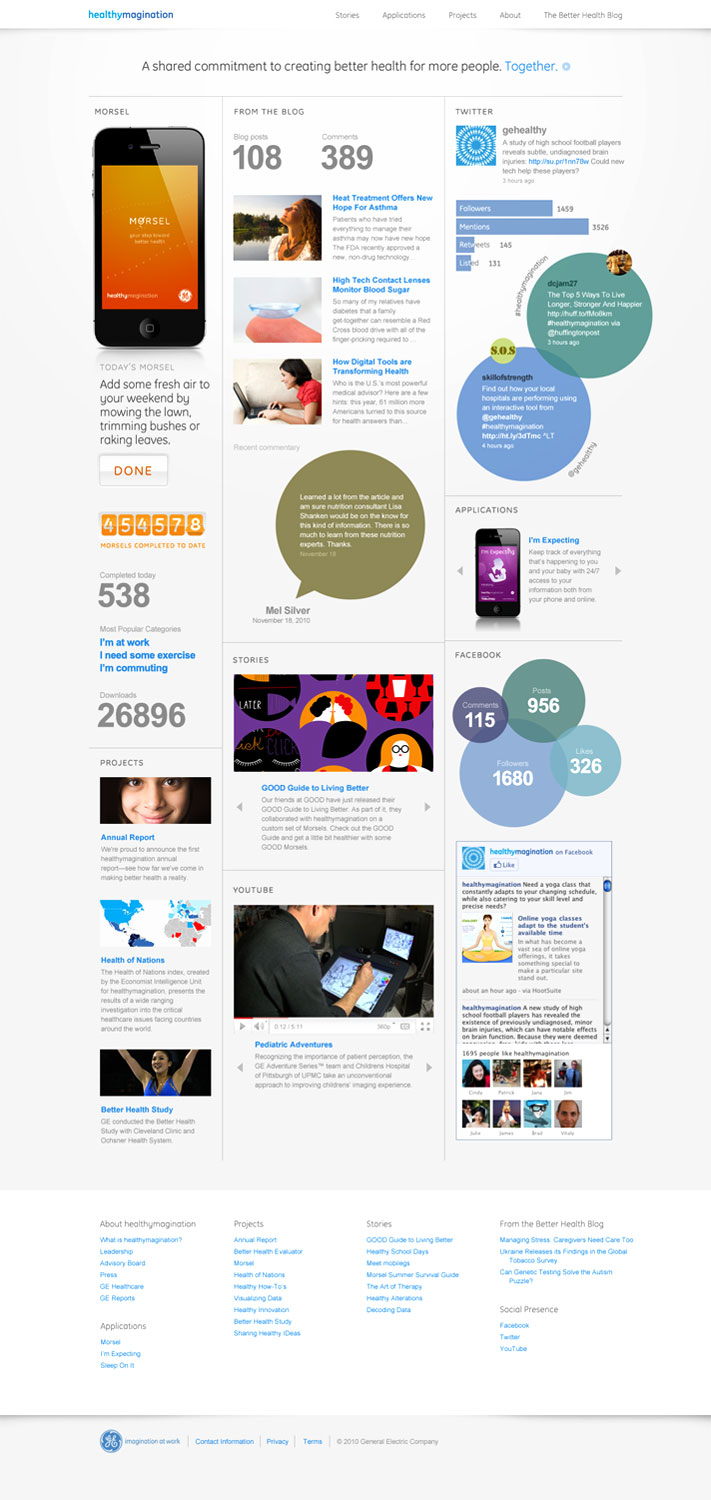 healthymagination
Stories Applications Projects About The Better Health Blog
A shared commitment to creating better health for more people. Together.
MORSEL
MORSEL
your step toward
better health
healthymagination
TODAY'S MORSEL
Add some fresh air to
your weekend by
mowing the lawn,
trimming bushes or
raking leaves.
DONE
454578
MORSELS COMPLETED TO DATE
Completed today
538
Most Popular Categories
I'm at work
I need some exercise
I'm commuting
Downloads
26896
PROJECTS
Annual Report
We're proud to announce the first
healthymagination annual
report—see how far we've come in
making better health a reality.
Health of Nations
The Health of Nations index, created
by the Economist Intelligence Unit
for healthymagination, presents the
results of a wide ranging
investigation into the critical
healthcare issues facing countries
around the world.
Better Health Study
GE conducted the Better Health
Study with Cleveland Clinic and
Ochsner Health System.
FROM THE BLOG
Blog posts Comments
108 389
Heat Treatment Offers New
Hope For Asthma
Patients who have tried
everything to manage their
asthma may now have new hope.
The FDA recently approved a
new, non-drug technology...
High Tech Contact Lenses
Monitor Blood Sugar
So many of my relatives have
diabetes that a family
get-together can resemble a Red
Cross blood drive with all of the
finger-pricking required to ...
How Digital Tools are
Transforming Health
Who is the U.S.'s most powerful
medical advisor? Here are a few
hints: this year, 61 million more
Americans turned to this source
for health answers than...
Recent commentary
Learned a lot from the article and
am sure nutrition consultant Lisa
Shanken would be on the know for
this kind of information. There is so
much to learn from these nutrition
experts. Thanks.
November 18
Mel Silver
November 18, 2010
STORIES
LATER
CLICK
GOOD Guide to Living Better
Our friends at GOOD have just released their
GOOD Guide to Living Better. As part of it, they
collaborated with healthymagination on a
custom set of Morsels. Check out the GOOD
Guide and get a little bit healthier with some
GOOD Morsels.
YOUTUBE
0:12 / 5:11 360p CC
Pediatric Adventures
Recognizing the importance of patient perception, the
GE Adventure Series™ team and Childrens Hospital
of Pittsburgh of UPMC take an unconventional
approach to improving childrens' imaging experience.
TWITTER
gehealthy
A study of high school football players
reveals subtle, undiagnosed brain
injuries: http://su.pr/1nn78w Could new
tech help these players?
3 hours ago
Followers 1459
Mentions 3526
Retweets 145
Listed 131
#healthymagination
dcjam27
The Top 5 Ways To Live
Longer, Stronger And Happier
http://huff.to/fMo8km
#healthymagination via
@huffingtonpost
3 hours ago
S.O.S
skillofstrength
Find out how your local
hospitals are performing using
an interactive tool from
@gehealthy
#healthymagination
http://ht.ly/3dTmc ^LT
4 hours ago
@gehealthy
APPLICATIONS
I'm Expecting
I'm Expecting
Keep track of everything
that's happening to you
and your baby with 24/7
access to your
information both from
your phone and online.
FACEBOOK
Comments
115
Posts
956
Followers
1680
Likes
326
healthymagination on Facebook
Like
healthymagination Need a yoga class that
constantly adapts to your changing schedule,
while also catering to your skill level and
precise needs?
Online yoga classes
adapt to the student's
available time
In what has become a
vast sea of online yoga
offerings, it takes
something special to
make a particular site
stand out.
about an hour ago · via HootSuite
healthymagination A new study of high
school football players has revealed the
existence of previously undiagnosed, minor
brain injuries, which can have notable effects
on brain function. Because they were deemed
1695 people like healthymagination
Cindy Patrick Jana Jim
Julie James Brad Vitaly
About healthymagination
What is healthymagination?
Leadership
Advisory Board
Press
GE Healthcare
GE Reports
Applications
Morsel
I'm Expecting
Sleep On It
Projects
Annual Report
Better Health Evaluator
Morsel
Health of Nations
Healthy How-To's
Visualizing Data
Healthy Innovation
Better Health Study
Sharing Healthy IDeas
Stories
GOOD Guide to Living Better
Healthy School Days
Meet mobilegs
Morsel Summer Survival Guide
The Art of Therapy
Healthy Alterations
Decoding Data
From the Better Health Blog
Managing Stress Caregivers Need Care Too
Ukraine Releases its Findings in the Global
Tobacco Survey
Can Genetic Testing Solve the Autism
Puzzle?
Social Presence
Facebook
Twitter
YouTube
imagination at work Contact Information Privacy Terms © 2010 General Electric Company